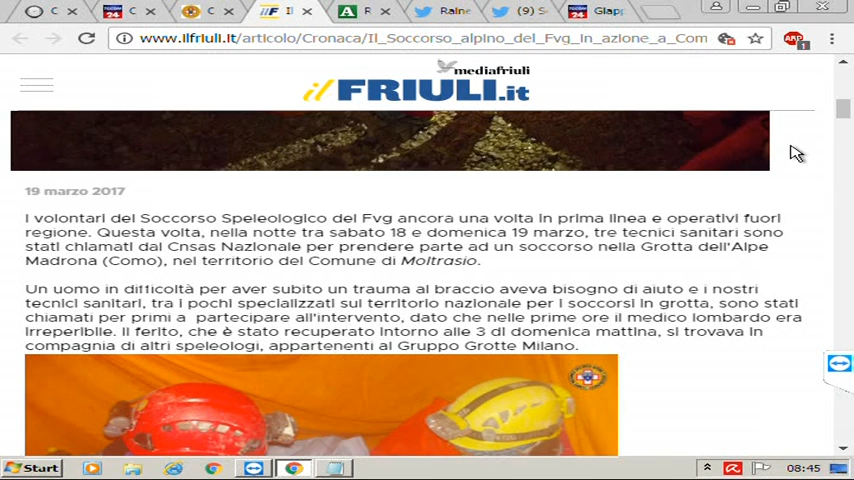 C
C
C
Il
R
Raine
(9) S
Giapp
www.ilfriuli.it/articolo/Cronaca/Il_Soccorso_alpino_del_Fvg_in_azione_a_Com
ABP
1
mediafriuli
ilFRIULI.it
19 marzo 2017
I volontari del Soccorso Speleologico del Fvg ancora una volta in prima linea e operativi fuori
regione. Questa volta, nella notte tra sabato 18 e domenica 19 marzo, tre tecnici sanitari sono
stati chiamati dal Cnsas Nazionale per prendere parte ad un soccorso nella Grotta dell'Alpe
Madrona (Como), nel territorio del Comune di Moltrasio.
Un uomo in difficoltà per aver subito un trauma al braccio aveva bisogno di aiuto e i nostri
tecnici sanitari, tra i pochi specializzati sul territorio nazionale per i soccorsi in grotta, sono stati
chiamati per primi a partecipare all'intervento, dato che nelle prime ore il medico lombardo era
irreperibile. Il ferito, che è stato recuperato intorno alle 3 di domenica mattina, si trovava in
compagnia di altri speleologi, appartenenti al Gruppo Grotte Milano.
Start
08:45